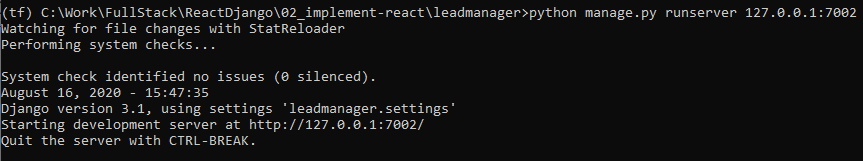 (tf) C:\Work\FullStack\ReactDjango\02_implement-react\leadmanager>python manage.py runserver 127.0.0.1:7002
Watching for file changes with StatReloader
Performing system checks...
System check identified no issues (0 silenced).
August 16, 2020 - 15:47:35
Django version 3.1, using settings 'leadmanager.settings'
Starting development server at http://127.0.0.1:7002/
Quit the server with CTRL-BREAK.